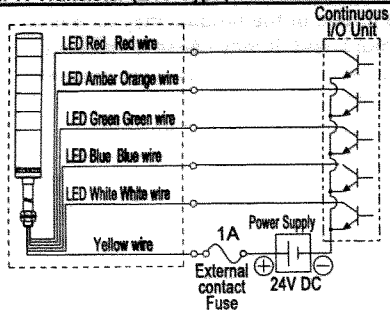 Continuous
I/O Unit
LED Red Red wire
LED Amber Orange wire
LED Green Green wire
LED Blue Blue wire
LED White White wire
Yellow wire
1A
Power Supply
External
contact
Fuse
⊕
⊖
24V DC